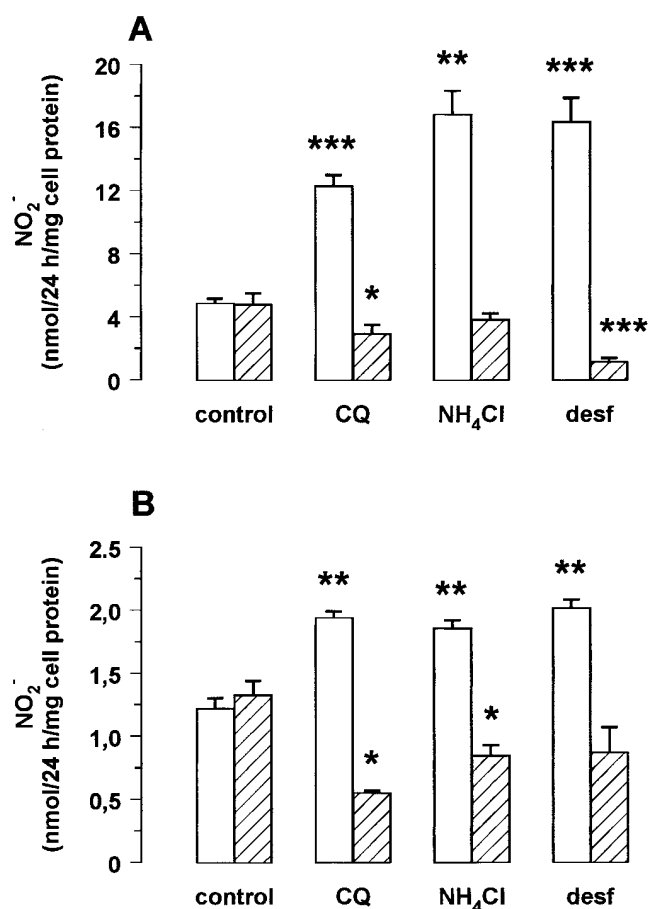 A
NO2-
(nmol/24 h/mg cell protein)
20
16
12
8
4
0
***
*
**
***
***
control
CQ
NH4Cl
desf
B
NO2-
(nmol/24 h/mg cell protein)
2.5
2,0
1,5
1,0
0,5
0
**
*
**
*
**
control
CQ
NH4Cl
desf